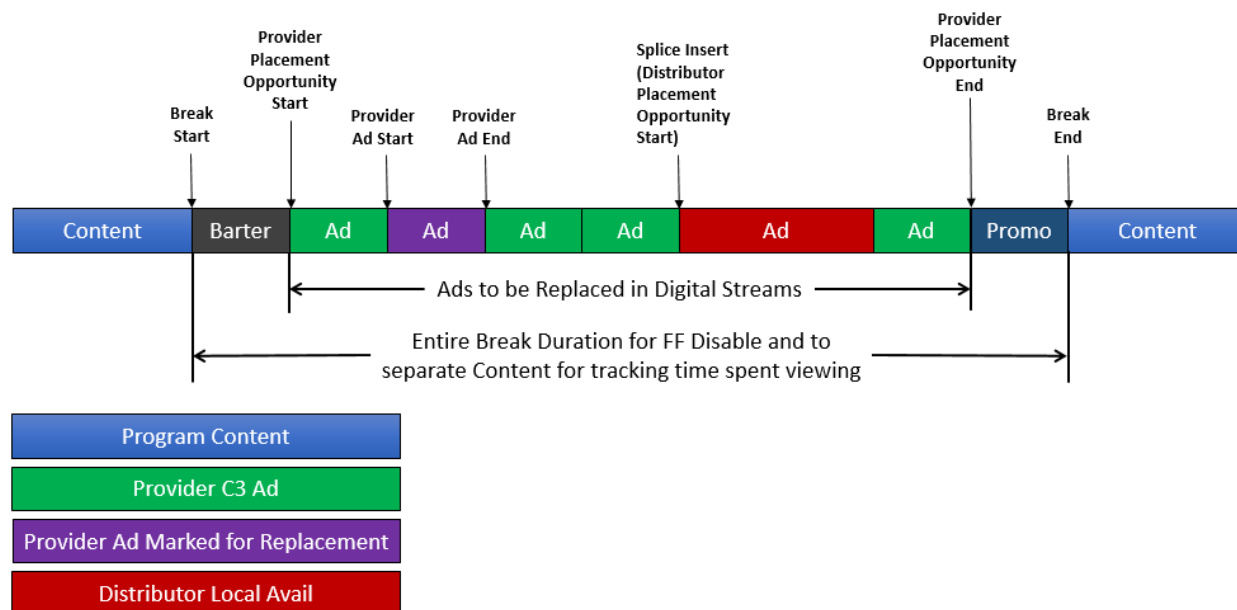 Provider
Placement
Opportunity
Start
Provider
Placement
Opportunity
End
Splice Insert
(Distributor
Placement
Opportunity
Start)
Break
Start
Provider
Ad Start
Provider
Ad End
Break
End
Content
Barter
Ad
Ad
Ad
Ad
Ad
Ad
Promo
Content
Ads to be Replaced in Digital Streams
Entire Break Duration for FF Disable and to
separate Content for tracking time spent viewing
Program Content
Provider C3 Ad
Provider Ad Marked for Replacement
Distributor Local Avail